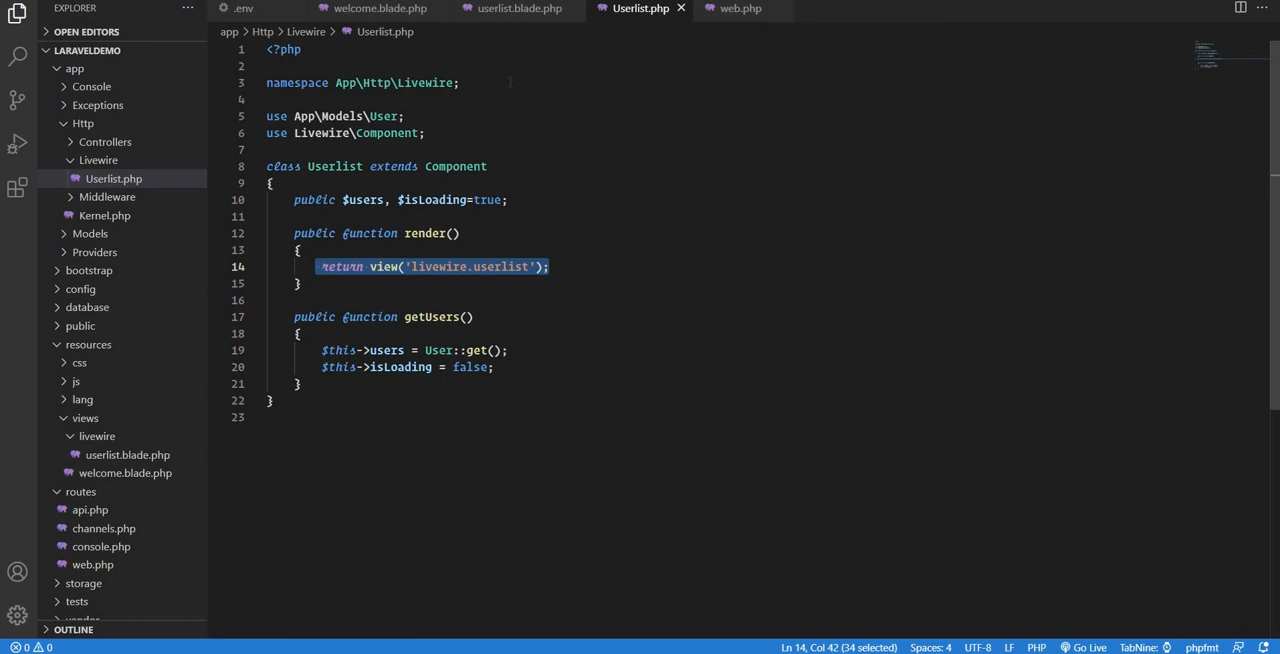 EXPLORER ...
OPEN EDITORS
LARAVELDEMO
app
Console
Exceptions
Http
Controllers
Livewire
Userlist.php
Middleware
Kernel.php
Models
Providers
bootstrap
config
database
public
resources
css
js
lang
views
livewire
userlist.blade.php
welcome.blade.php
routes
api.php
channels.php
console.php
web.php
storage
tests
OUTLINE
.env welcome.blade.php userlist.blade.php Userlist.php web.php
app > Http > Livewire > Userlist.php
1 <?php
2
3 namespace App\Http\Livewire;
4
5 use App\Models\User;
6 use Livewire\Component;
7
8 class Userlist extends Component
9 {
10 public $users, $isLoading=true;
11
12 public function render()
13 {
14 return view('livewire.userlist');
15 }
16
17 public function getUsers()
18 {
19 $this->users = User::get();
20 $this->isLoading = false;
21 }
22 }
23
0 0 Ln 14, Col 42 (34 selected) Spaces: 4 UTF-8 LF PHP Go Live TabNine: phpfmt